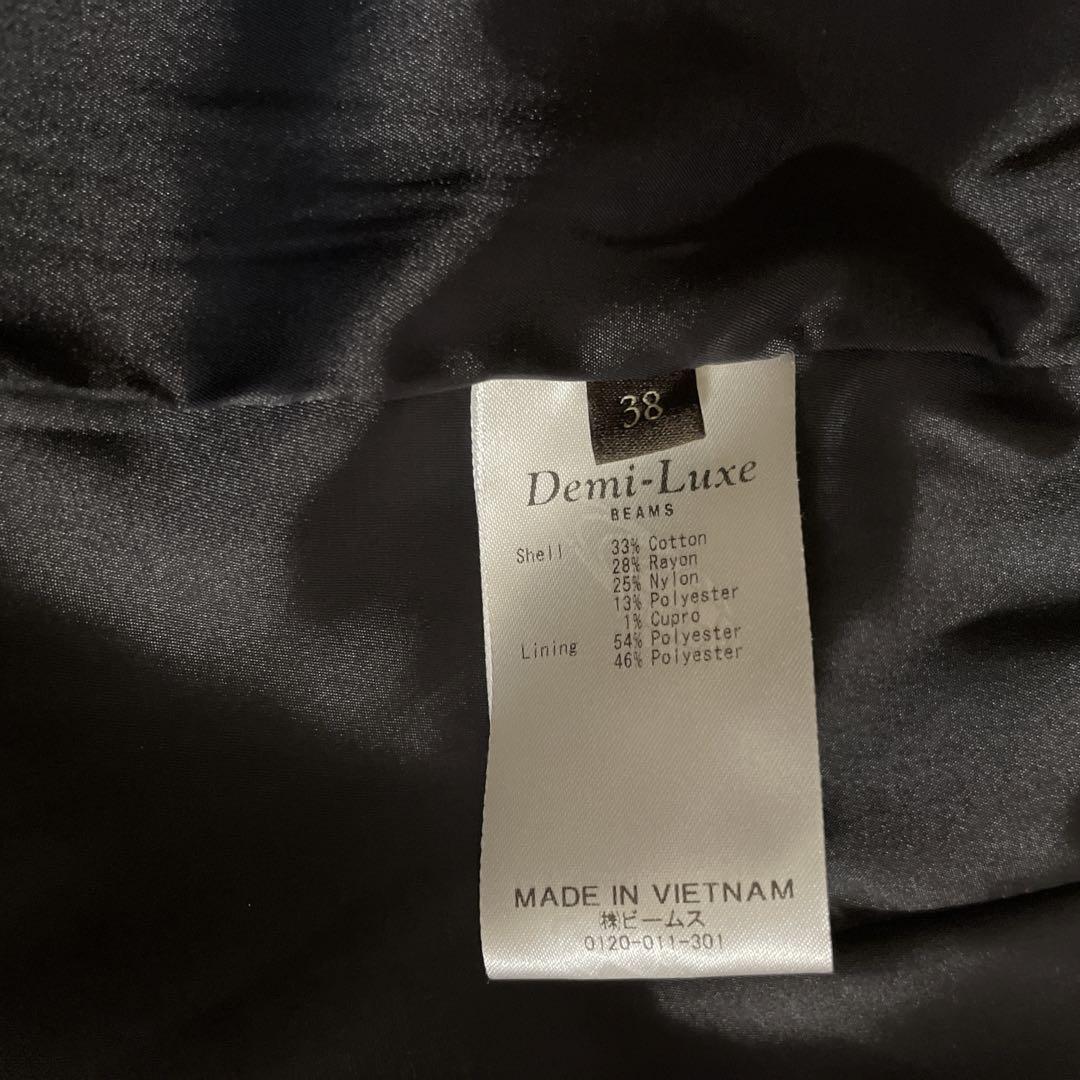 38
Demi-Luxe
BEAMS
Shell 33% Cotton
28% Rayon
25% Nylon
13% Polyester
1% Cupro
Lining 54% Polyester
46% Polyester
MADE IN VIETNAM
㈱ビームス
0120-011-301